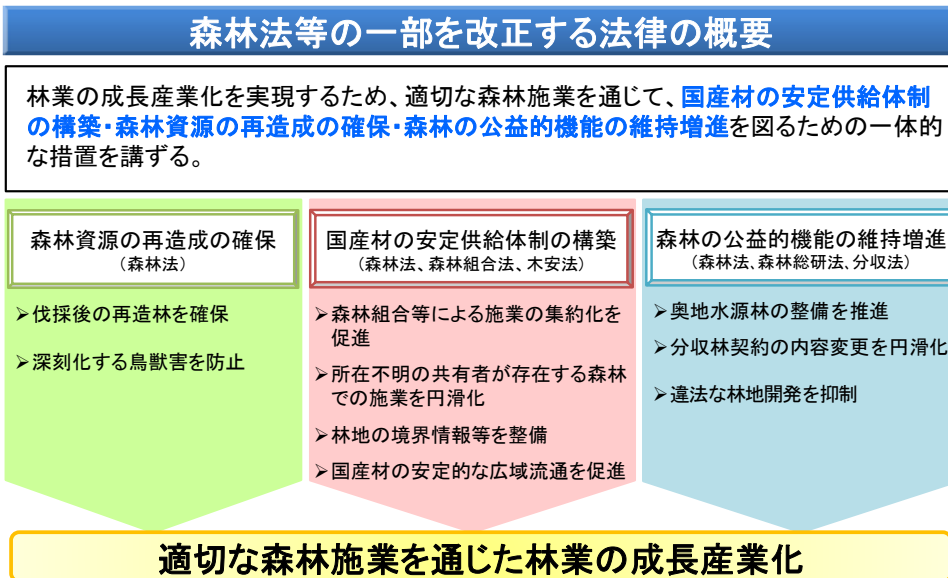 森林法等の一部を改正する法律の概要
林業の成長産業化を実現するため、適切な森林施業を通じて、国産材の安定供給体制
の構築・森林資源の再造成の確保・森林の公益的機能の維持増進を図るための一体的
な措置を講ずる。
森林資源の再造成の確保
（森林法）
➢伐採後の再造林を確保
➢深刻化する鳥獣害を防止
国産材の安定供給体制の構築
（森林法、森林組合法、木安法）
➢森林組合等による施業の集約化を
促進
➢所在不明の共有者が存在する森林
での施業を円滑化
➢林地の境界情報等を整備
➢国産材の安定的な広域流通を促進
森林の公益的機能の維持増進
（森林法、森林総研法、分収法）
➢奥地水源林の整備を推進
➢分収林契約の内容変更を円滑化
➢違法な林地開発を抑制
適切な森林施業を通じた林業の成長産業化